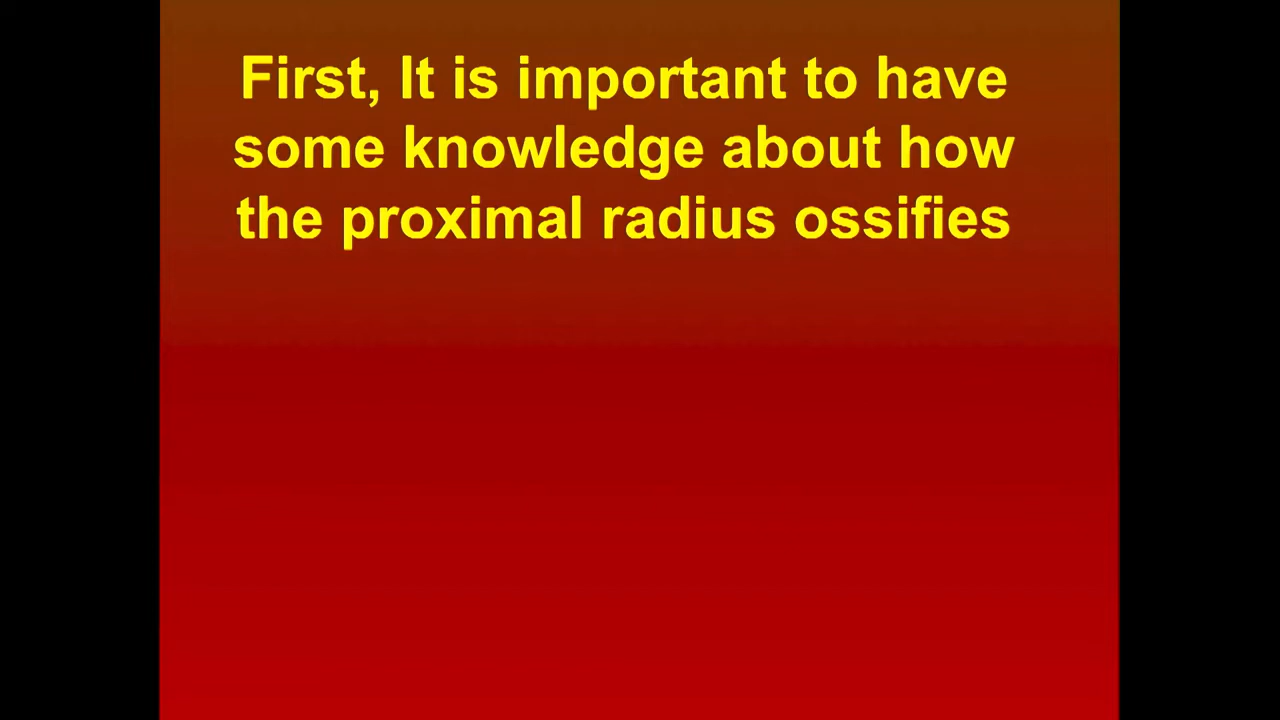 First, It is important to have
some knowledge about how
the proximal radius ossifies